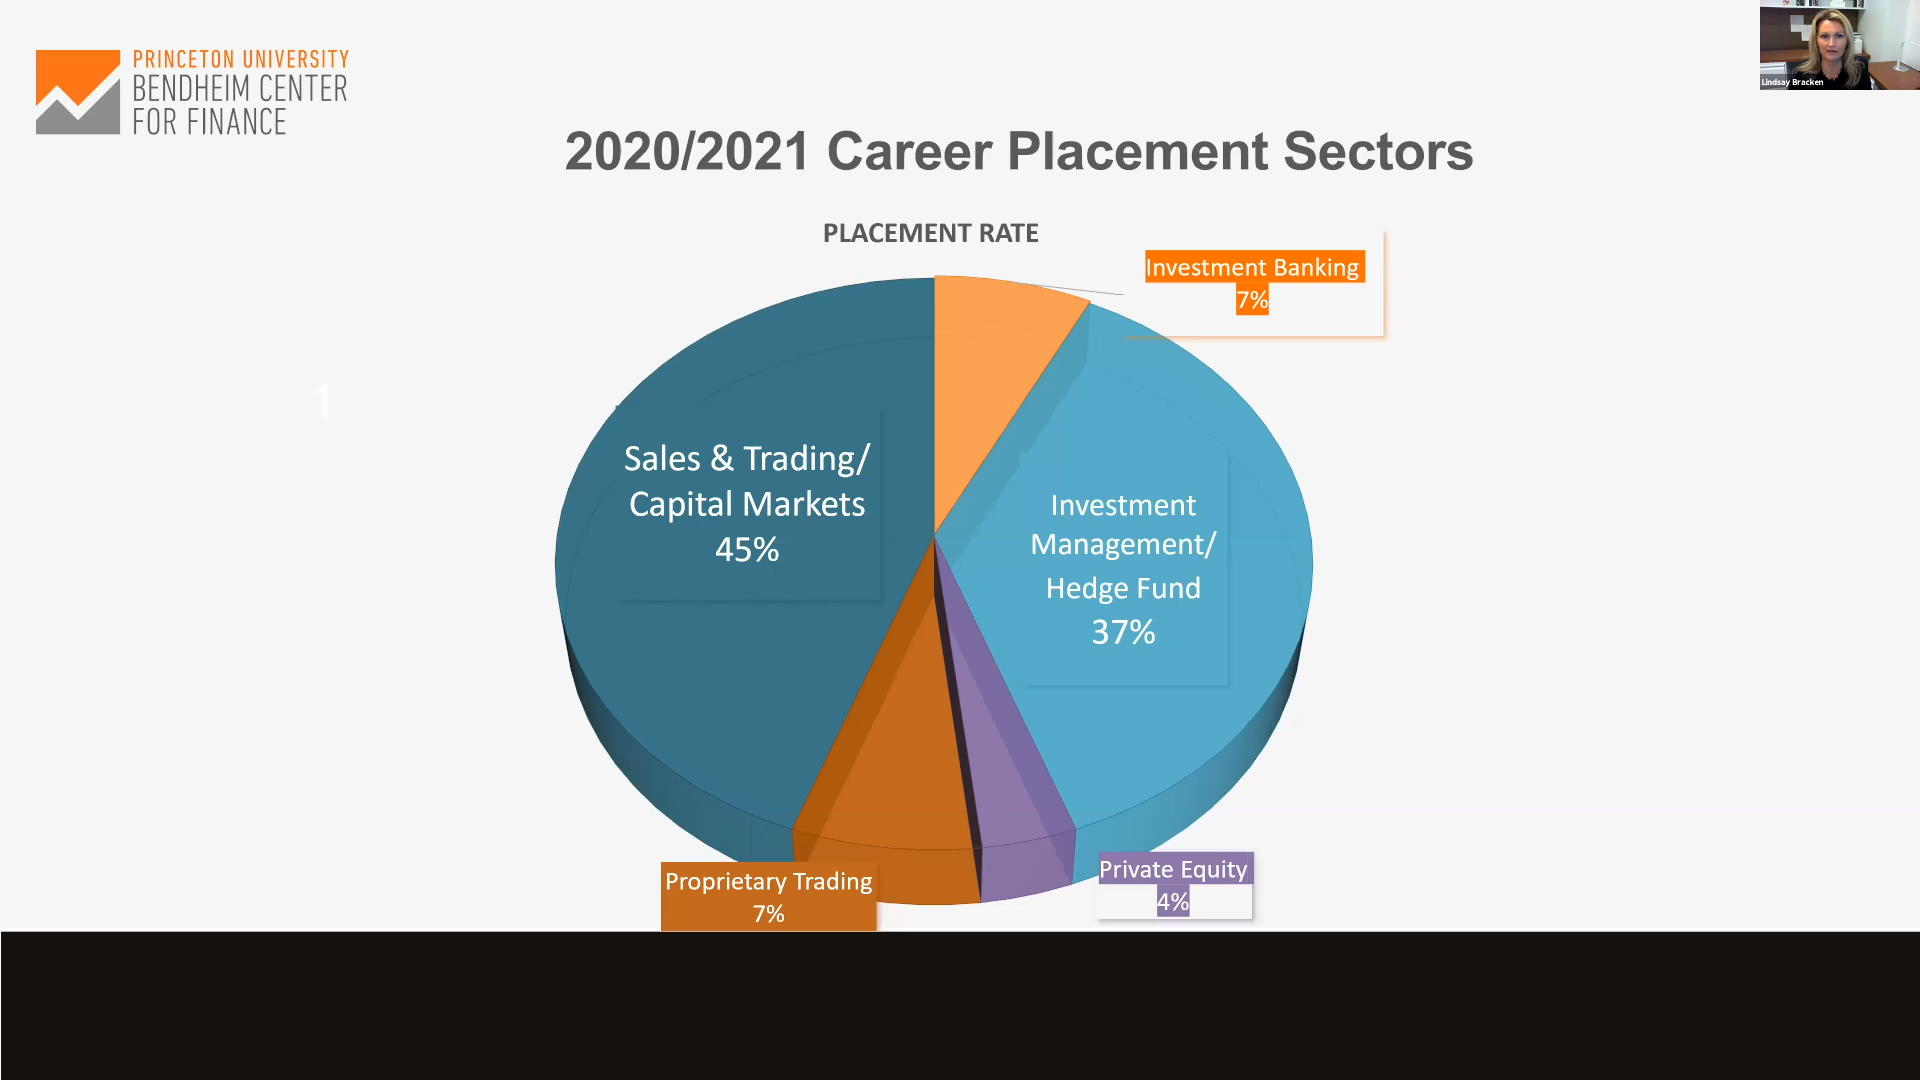 PRINCETON UNIVERSITY
BENDHEIM CENTER
FOR FINANCE
Lindsay Bracken
2020/2021 Career Placement Sectors
PLACEMENT RATE
Investment Banking
7%
1
Sales & Trading/
Capital Markets
45%
Investment
Management/
Hedge Fund
37%
Proprietary Trading
7%
Private Equity
4%